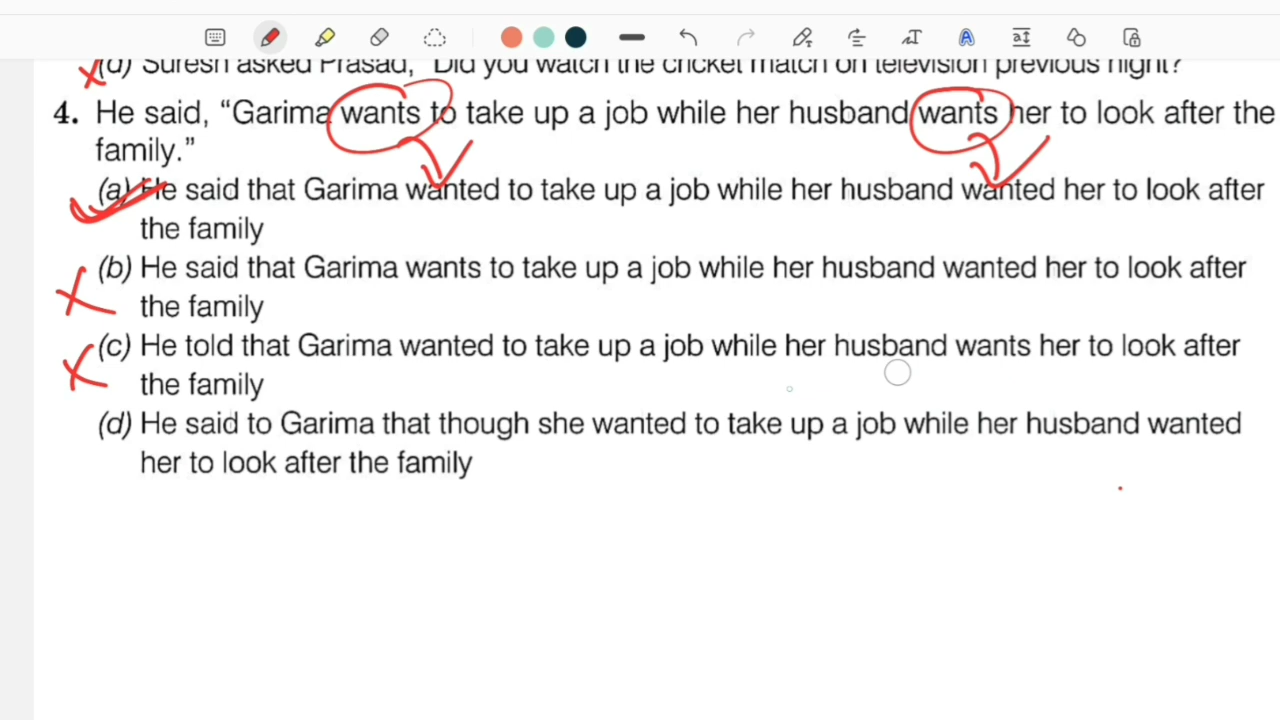 (d) Suresh asked Prasad, "Did you watch the cricket match on television previous night?
4. He said, “Garima wants to take up a job while her husband wants her to look after the
family.”
(a) He said that Garima wanted to take up a job while her husband wanted her to look after
the family
(b) He said that Garima wants to take up a job while her husband wanted her to look after
the family
(c) He told that Garima wanted to take up a job while her husband wants her to look after
the family
(d) He said to Garima that though she wanted to take up a job while her husband wanted
her to look after the family